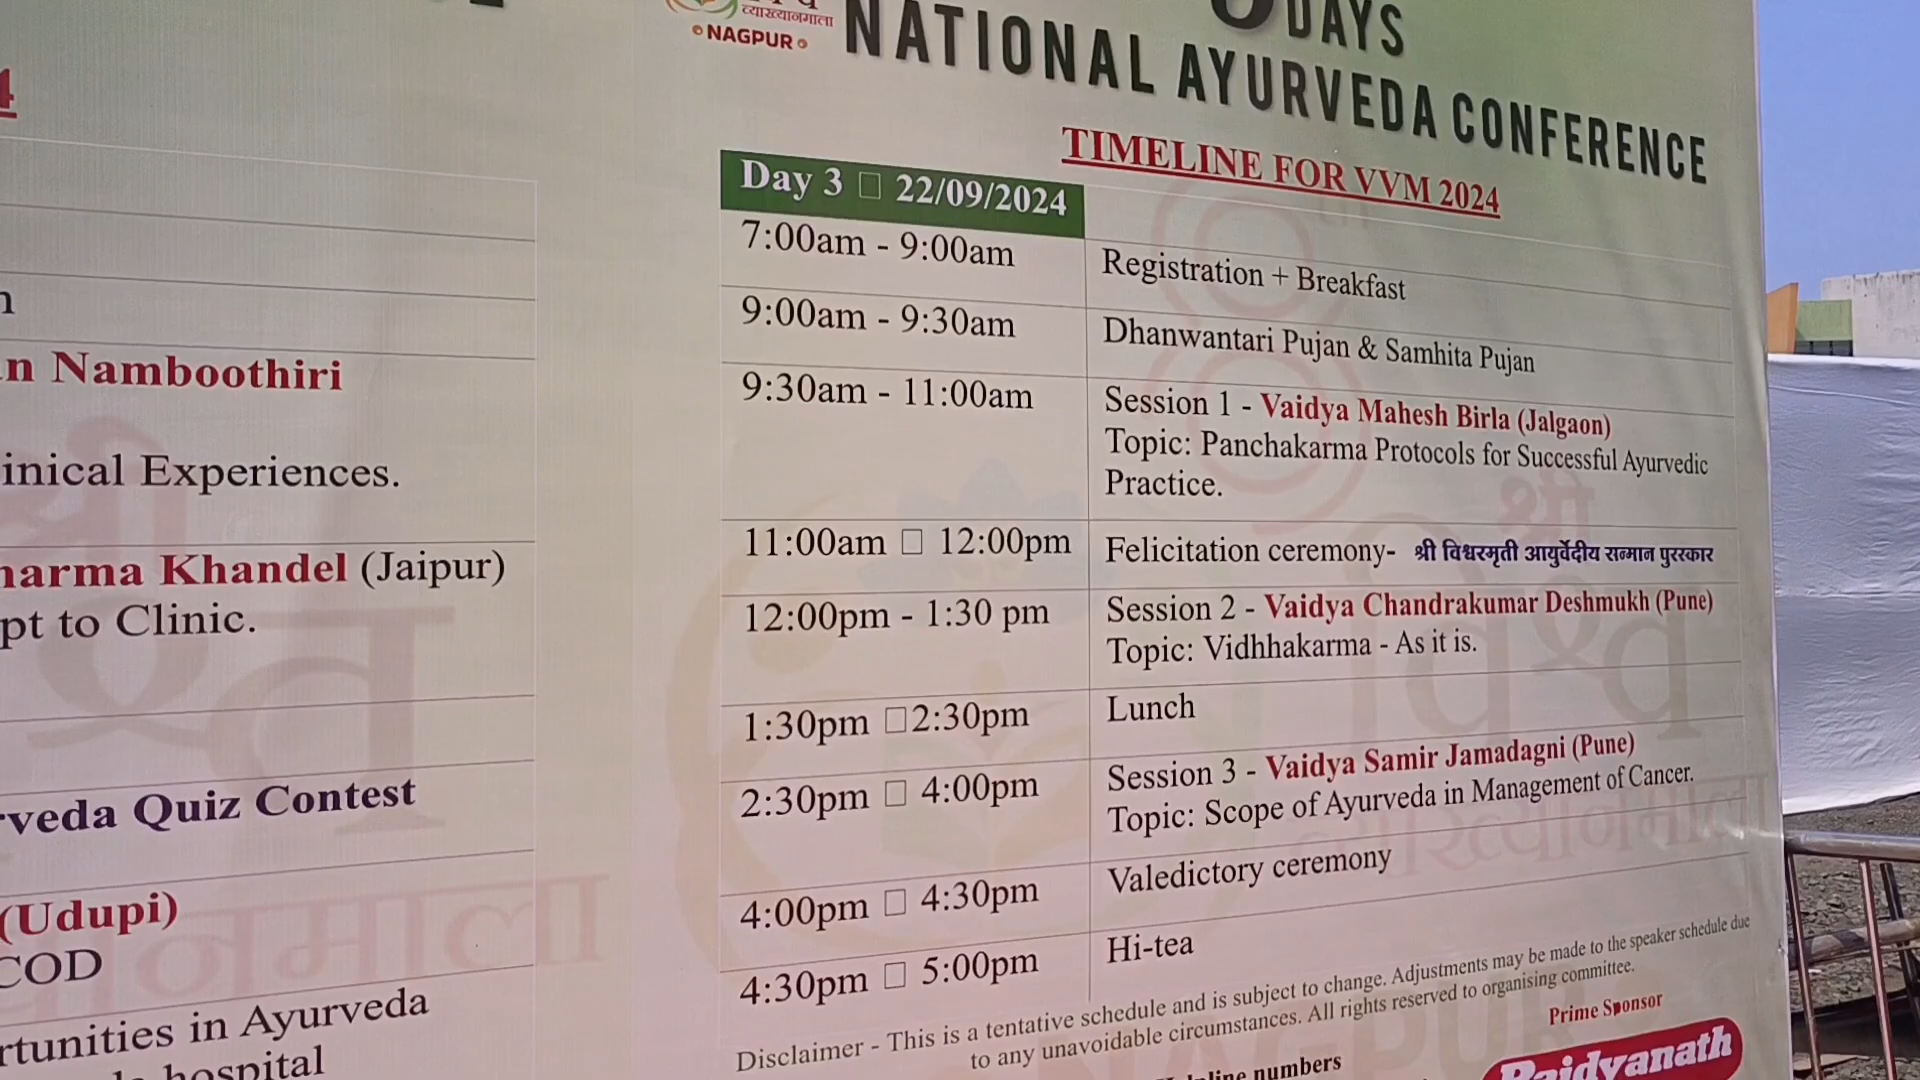 व्याख्यानमाला
NAGPUR
DAYS
NATIONAL AYURVEDA CONFERENCE
TIMELINE FOR VVM 2024
Day 3 □ 22/09/2024
7:00am - 9:00am Registration + Breakfast
9:00am - 9:30am Dhanwantari Pujan & Samhita Pujan
9:30am - 11:00am Session 1 - Vaidya Mahesh Birla (Jalgaon)
Topic: Panchakarma Protocols for Successful Ayurvedic
Practice.
11:00am □ 12:00pm Felicitation ceremony- श्री विश्वस्मृती आयुर्वेदीय सन्मान पुरस्कार
12:00pm - 1:30 pm Session 2 - Vaidya Chandrakumar Deshmukh (Pune)
Topic: Vidhhakarma - As it is.
1:30pm □2:30pm Lunch
2:30pm □ 4:00pm Session 3 - Vaidya Samir Jamadagni (Pune)
Topic: Scope of Ayurveda in Management of Cancer.
4:00pm □ 4:30pm Valedictory ceremony
4:30pm □ 5:00pm Hi-tea
Disclaimer - This is a tentative schedule and is subject to change. Adjustments may be made to the speaker schedule due
to any unavoidable circumstances. All rights reserved to organising committee.
numbers
Prime Sponsor
Baidyanath
4
n Namboothiri
inical Experiences.
harma Khandel (Jaipur)
pt to Clinic.
rveda Quiz Contest
(Udupi)
COD
rtunities in Ayurveda
hospital